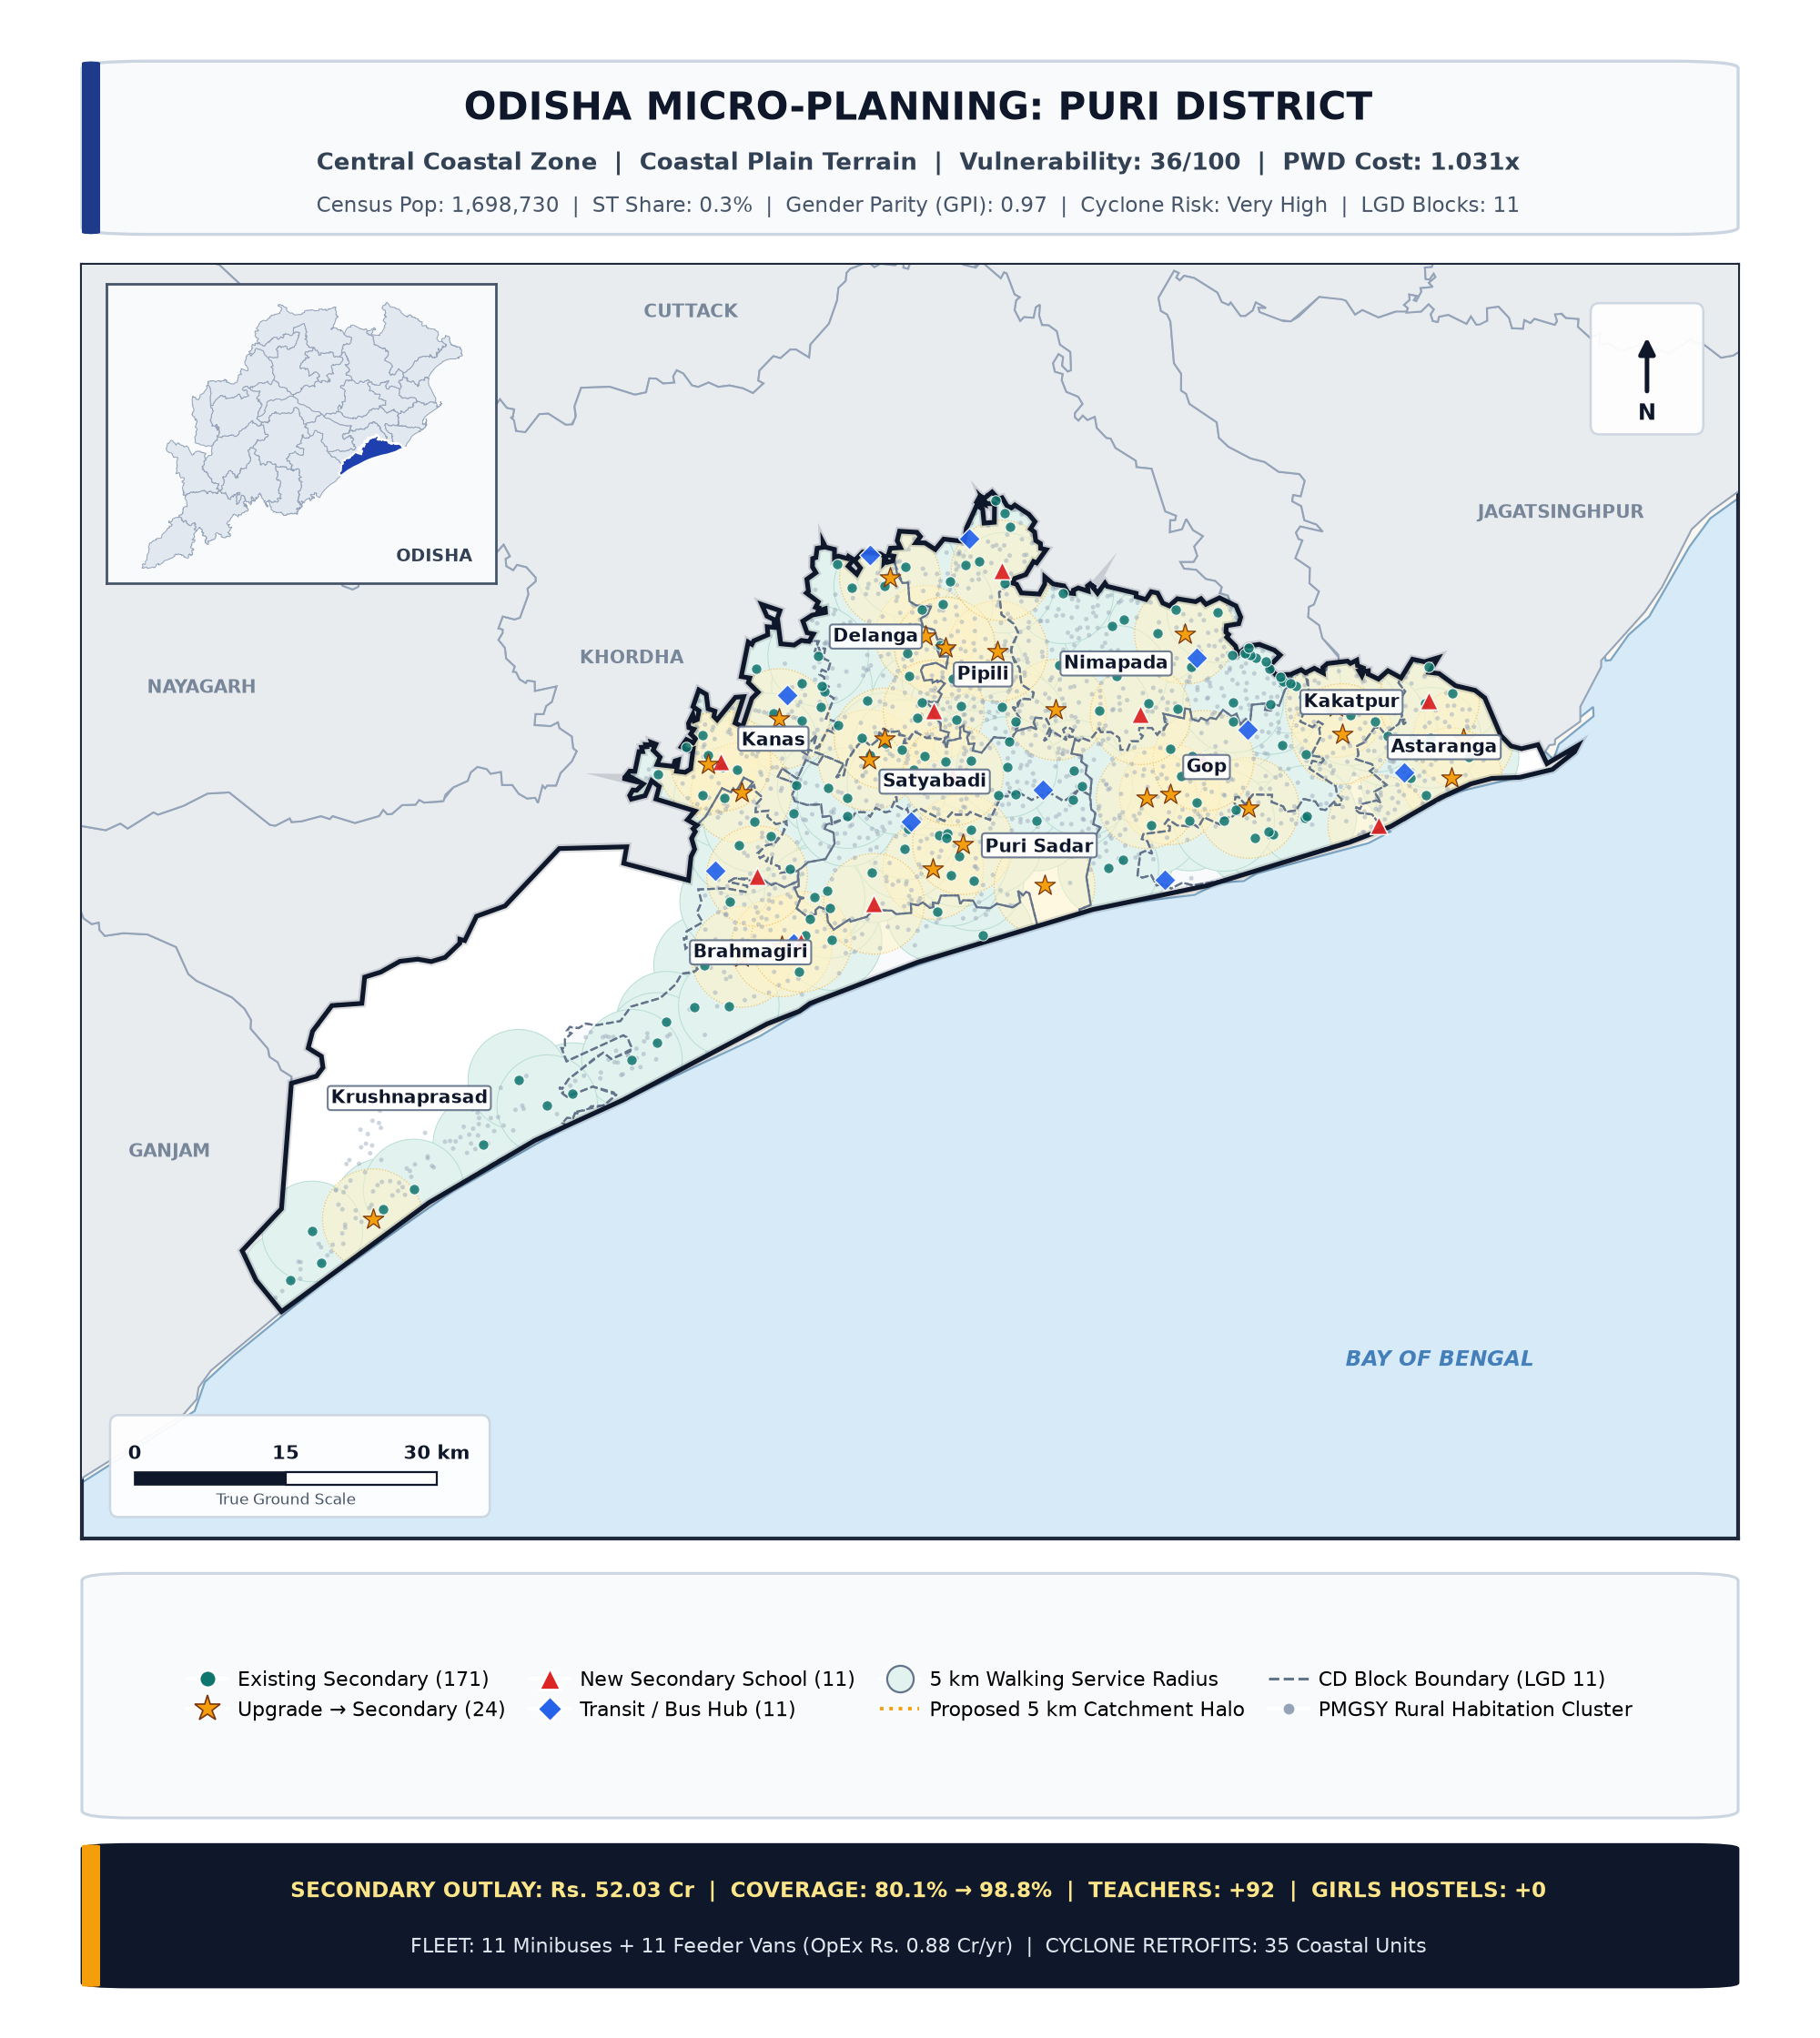 ODISHA MICRO-PLANNING: PURI DISTRICT
Central Coastal Zone | Coastal Plain Terrain | Vulnerability: 36/100 | PWD Cost: 1.031x
Census Pop: 1,698,730 | ST Share: 0.3% | Gender Parity (GPI): 0.97 | Cyclone Risk: Very High | LGD Blocks: 11
CUTTACK
ODISHA
N
JAGATSINGHPUR
KHORDHA
NAYAGARH
Delanga
Pipili
Nimapada
Kakatpur
Kanas
Astaranga
Satyabadi
Gop
Puri Sadar
Brahmagiri
Krushnaprasad
GANJAM
BAY OF BENGAL
0 15 30 km
True Ground Scale
Existing Secondary (171)
Upgrade → Secondary (24)
New Secondary School (11)
Transit / Bus Hub (11)
5 km Walking Service Radius
Proposed 5 km Catchment Halo
CD Block Boundary (LGD 11)
PMGSY Rural Habitation Cluster
SECONDARY OUTLAY: Rs. 52.03 Cr | COVERAGE: 80.1% → 98.8% | TEACHERS: +92 | GIRLS HOSTELS: +0
FLEET: 11 Minibuses + 11 Feeder Vans (OpEx Rs. 0.88 Cr/yr) | CYCLONE RETROFITS: 35 Coastal Units